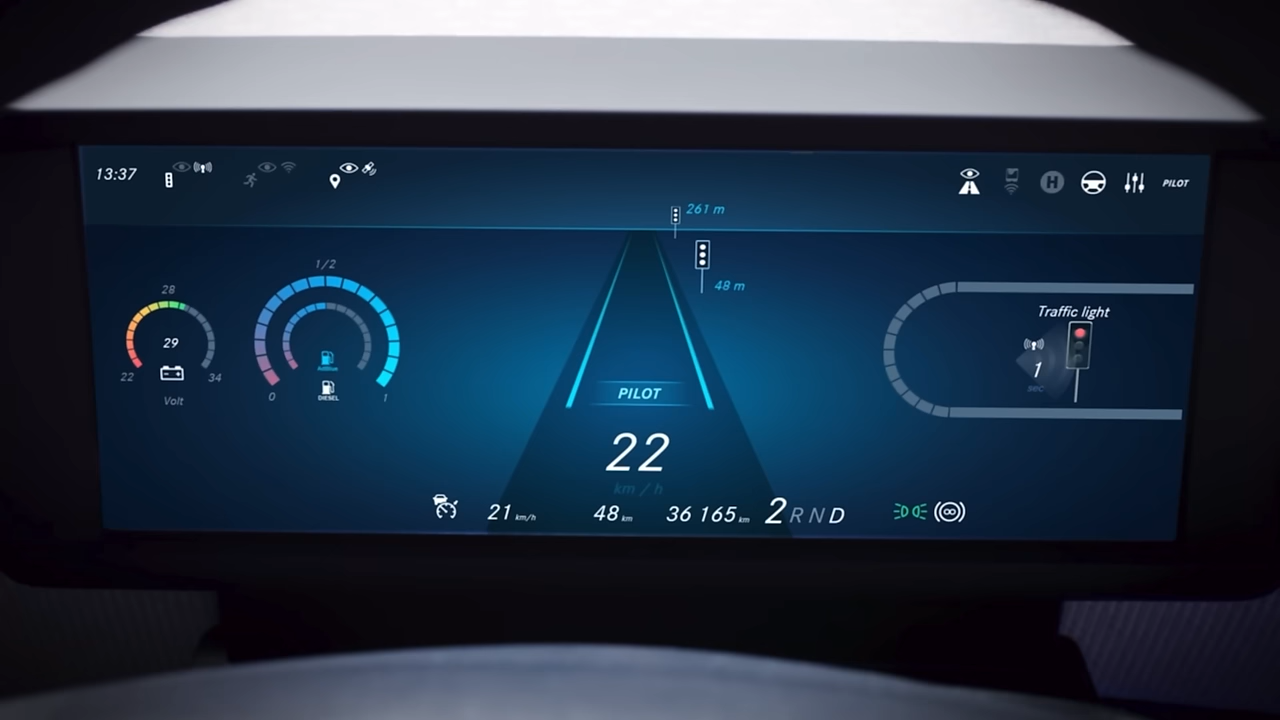 13:37
H
PILOT
261 m
48 m
28
29
22
34
Volt
1/2
AdBlue
DIESEL
0
1
Traffic light
1
SEC
PILOT
22
km / h
21 km/h
48 km
36 165 km
2 R N D